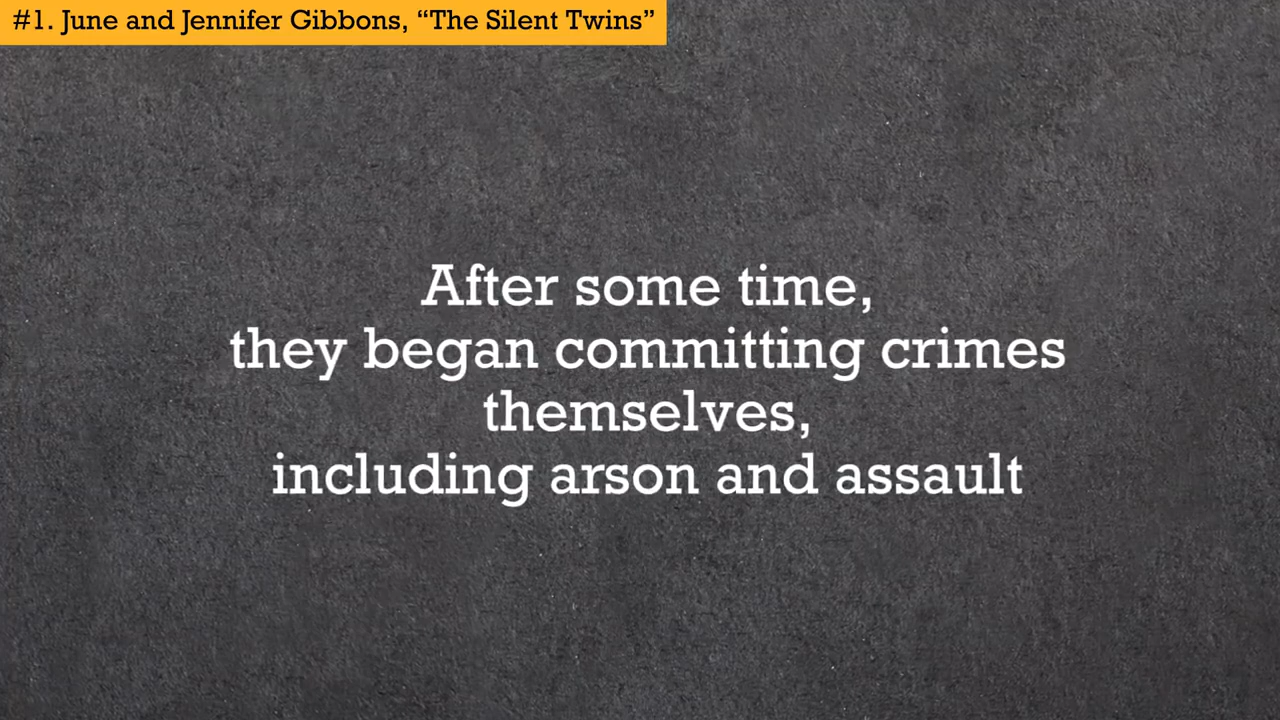 #1. June and Jennifer Gibbons, “The Silent Twins”
After some time,
they began committing crimes
themselves,
including arson and assault